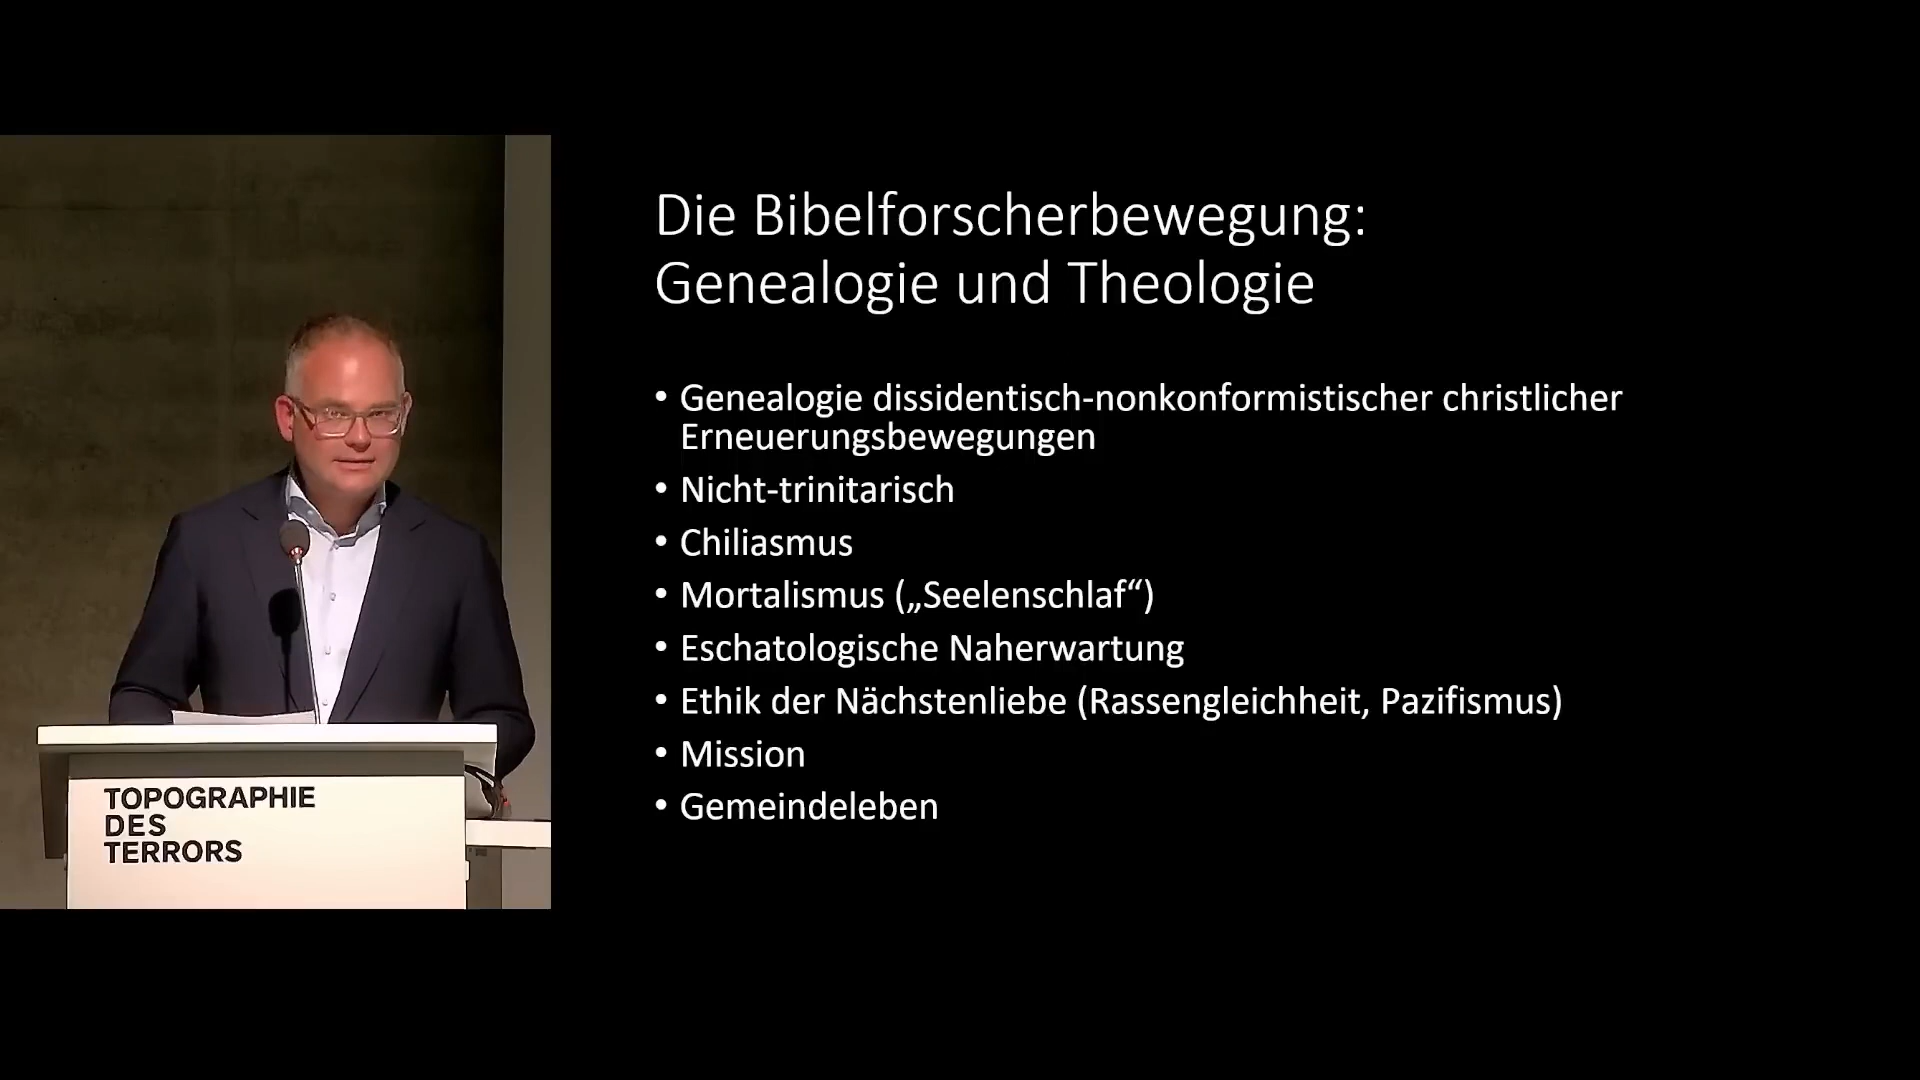 Die Bibelforscherbewegung:
Genealogie und Theologie
• Genealogie dissidentisch-nonkonformistischer christlicher
Erneuerungsbewegungen
• Nicht-trinitarisch
• Chiliasmus
• Mortalismus („Seelenschlaf“)
• Eschatologische Naherwartung
• Ethik der Nächstenliebe (Rassengleichheit, Pazifismus)
• Mission
• Gemeindeleben
TOPOGRAPHIE
DES
TERRORS